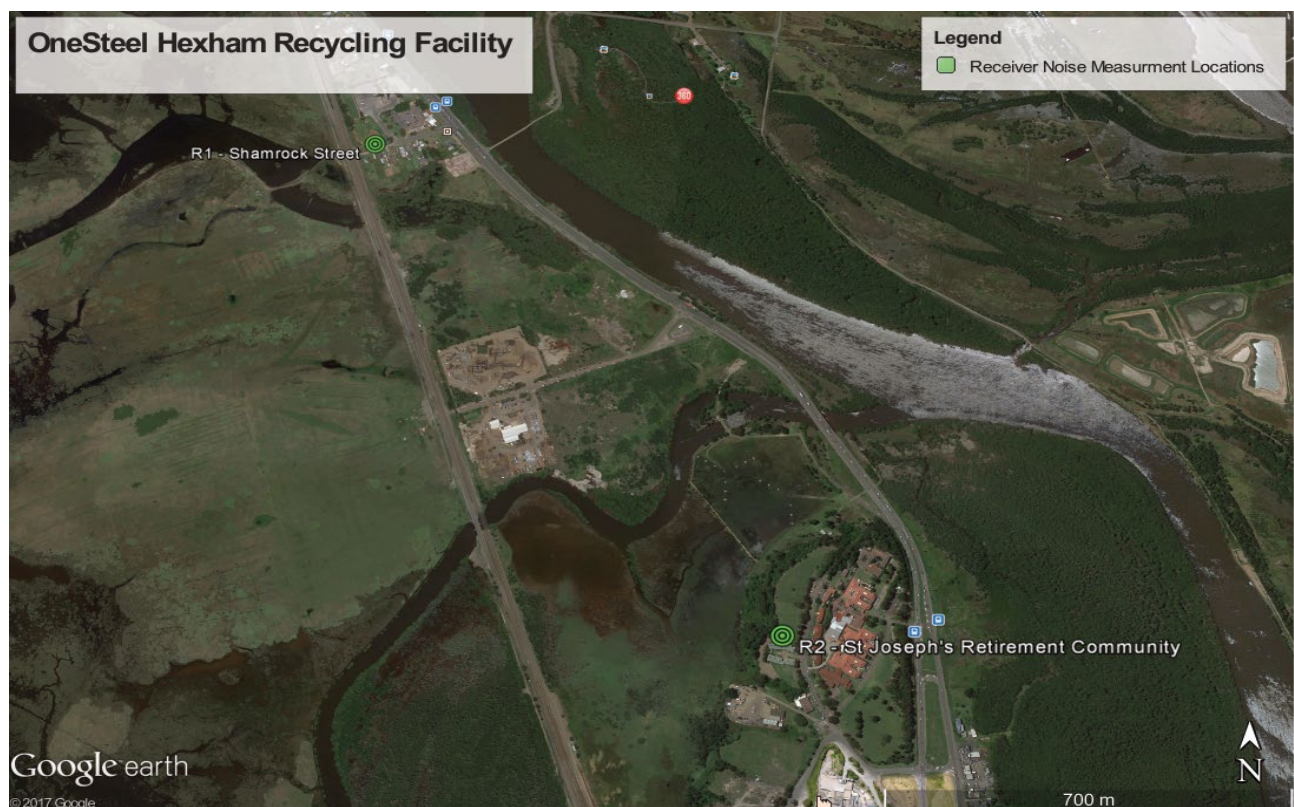 OneSteel Hexham Recycling Facility
Legend
Receiver Noise Measurment Locations
360
R1 - Shamrock Street
R2 - St Joseph's Retirement Community
Google earth
© 2017 Google
N
700 m